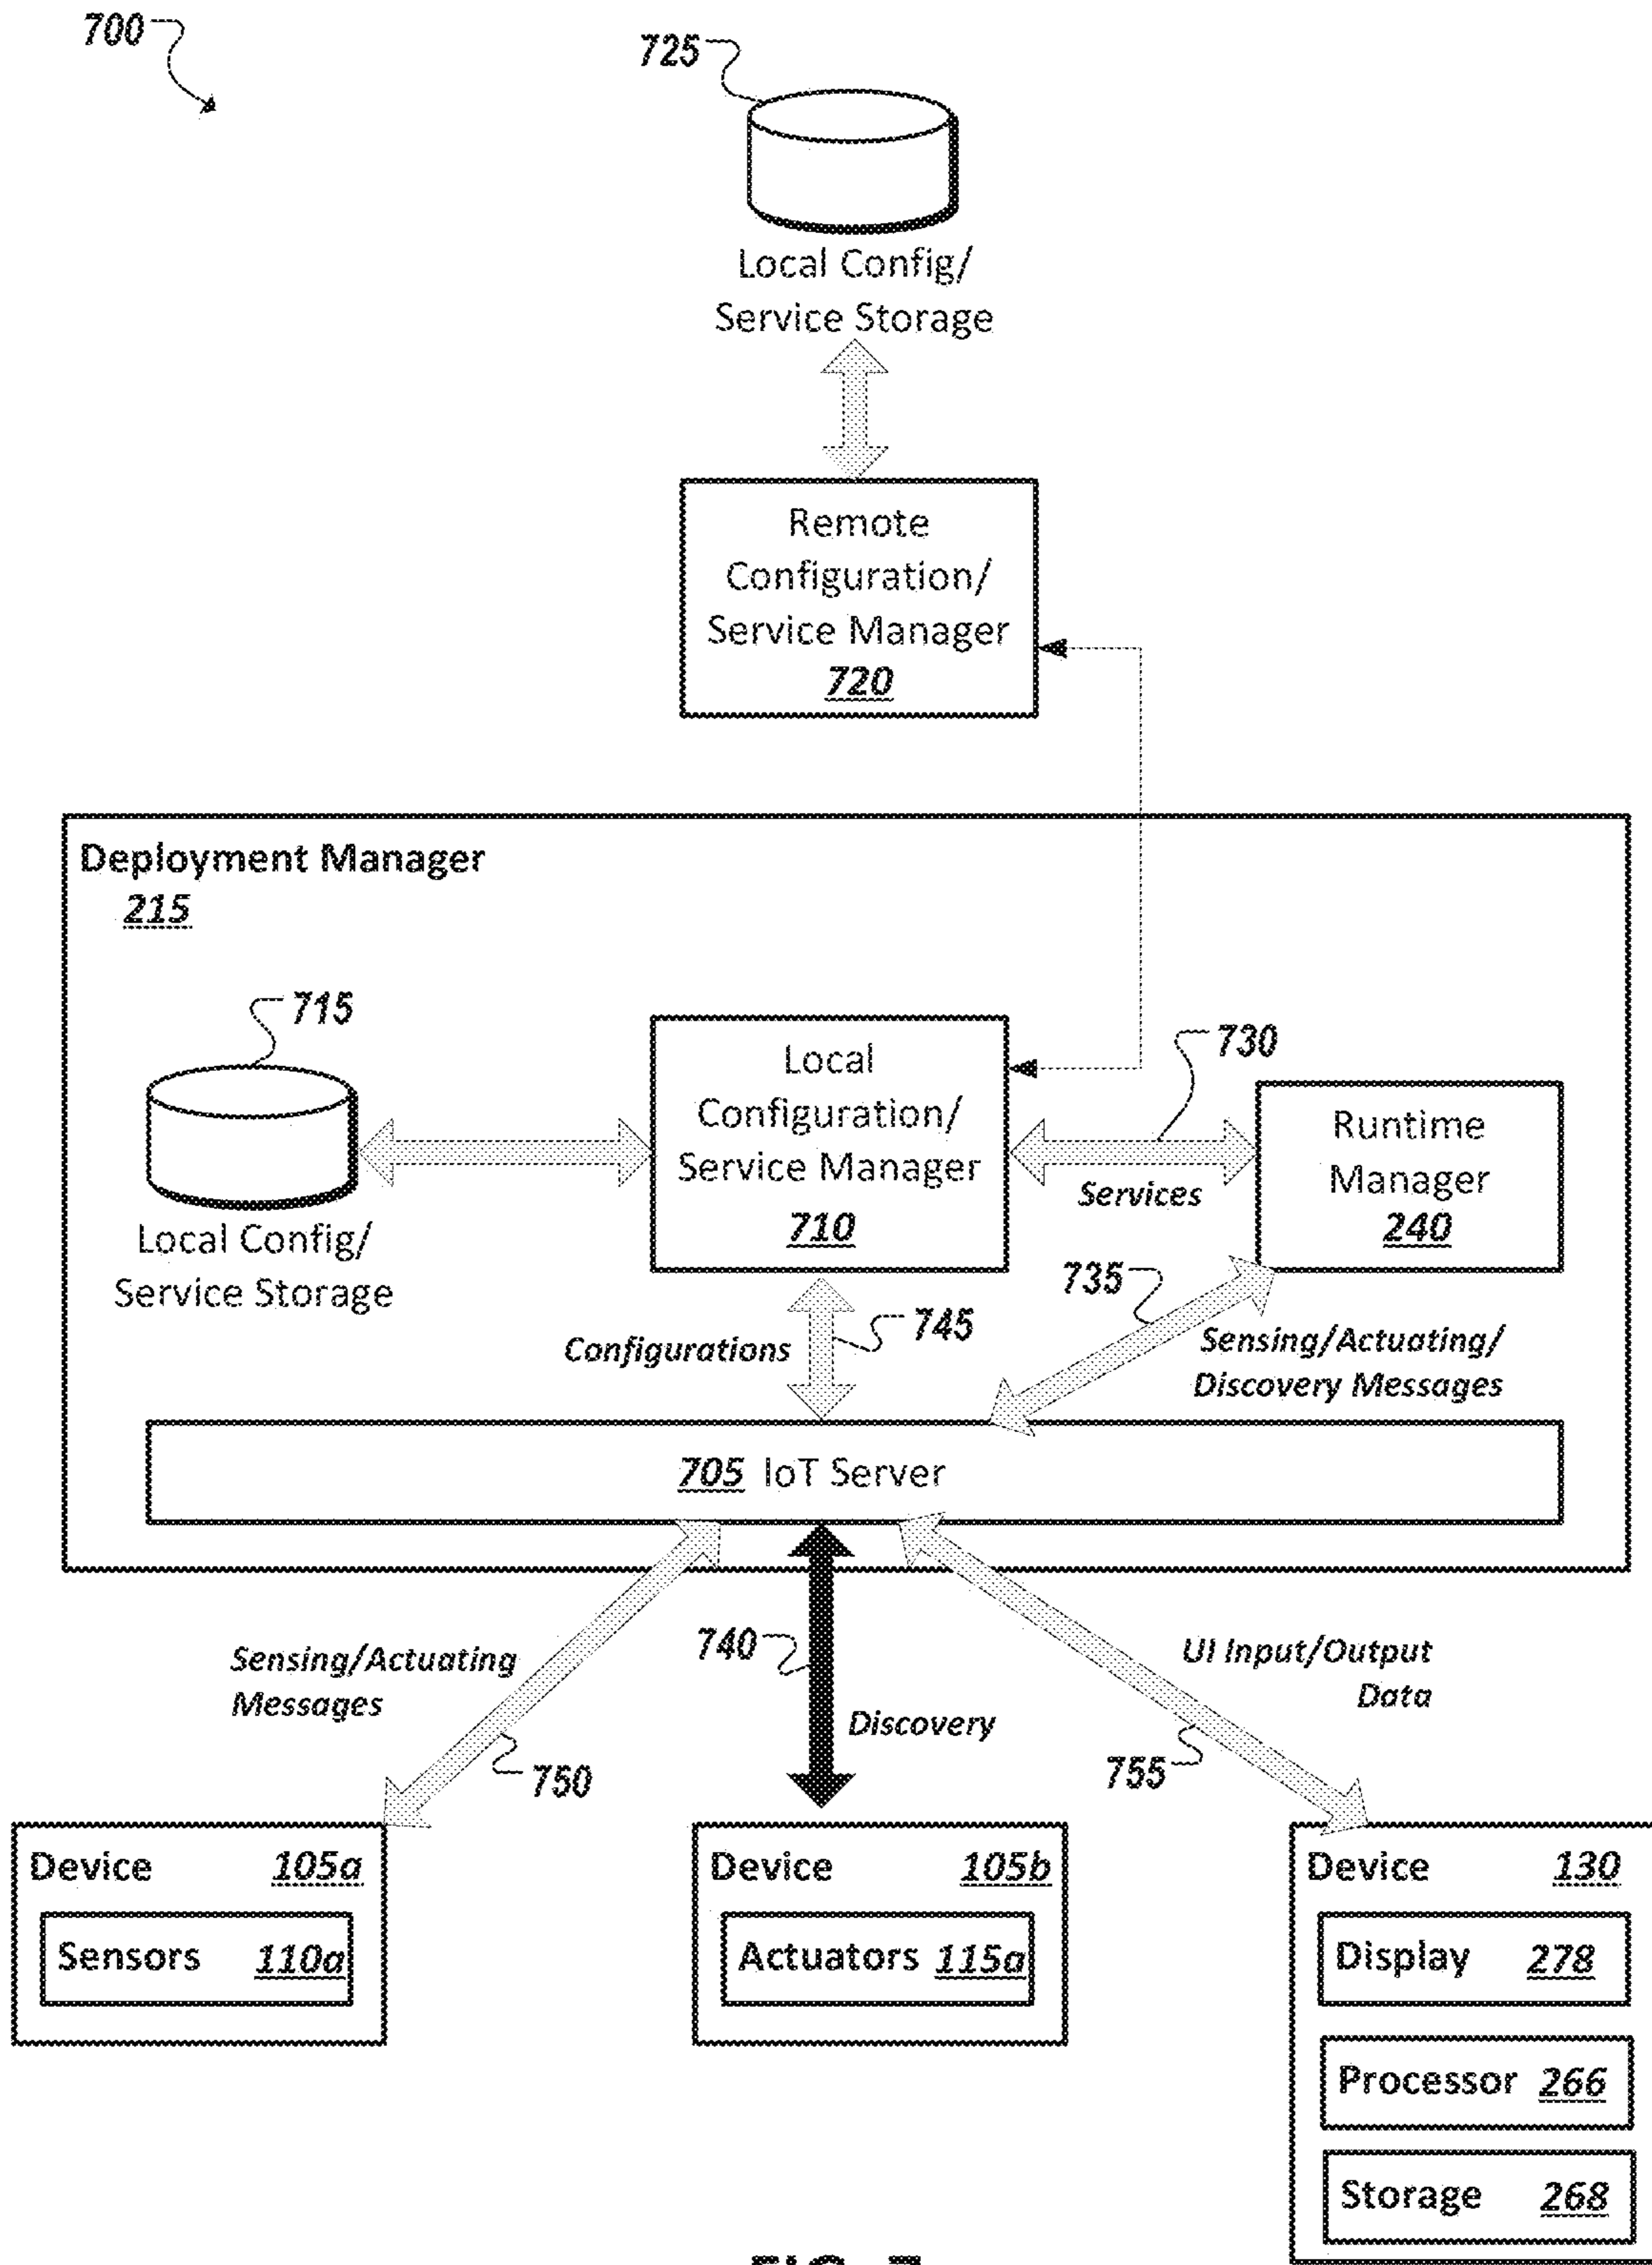 700
725
Local Config/
Service Storage
Remote
Configuration/
Service Manager
720
Deployment Manager
215
715
Local Config/
Service Storage
Local
Configuration/
Service Manager
710
730
Services
Runtime
Manager
240
735
Sensing/Actuating/
Discovery Messages
Configurations
745
705 IoT Server
Sensing/Actuating
Messages
750
740
Discovery
UI Input/Output
Data
755
Device 105a
Sensors 110a
Device 105b
Actuators 115a
Device 130
Display 278
Processor 266
Storage 268